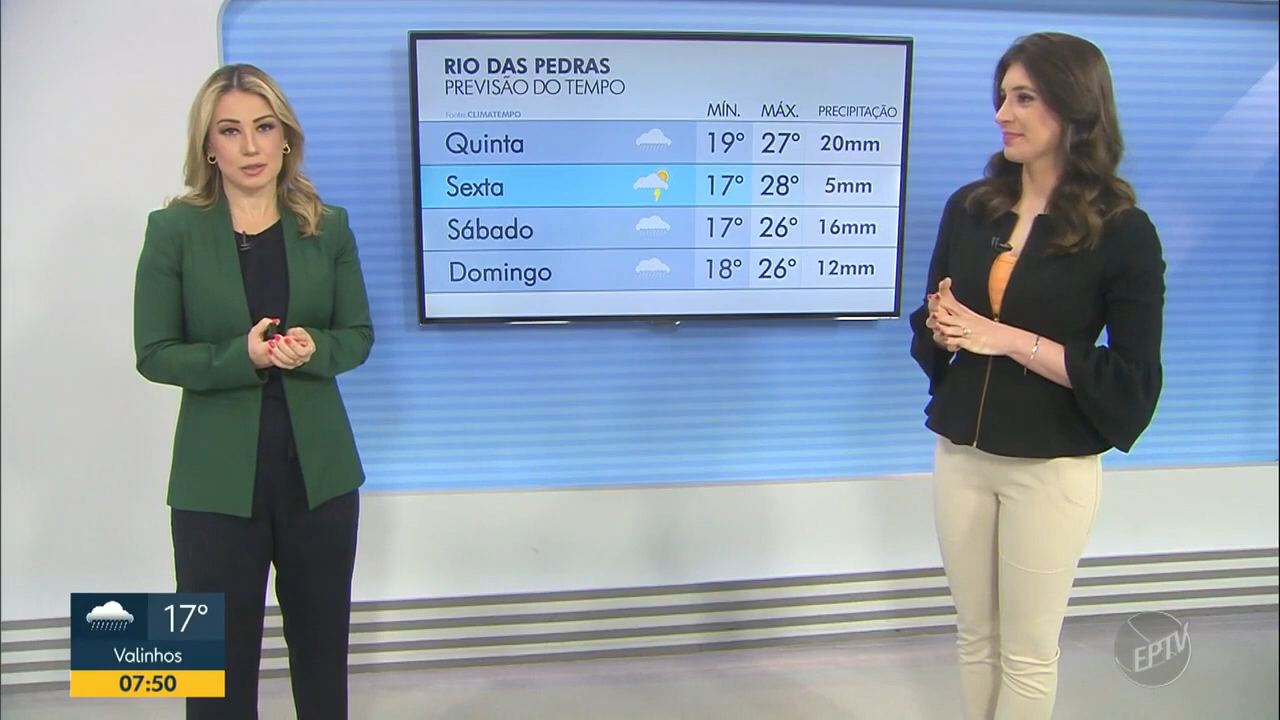 RIO DAS PEDRAS
PREVISÃO DO TEMPO
Fonte: CLIMATEMPO
MÍN. MÁX. PRECIPITAÇÃO
Quinta 19° 27° 20mm
Sexta 17° 28° 5mm
Sábado 17° 26° 16mm
Domingo 18° 26° 12mm
17°
Valinhos
07:50
EPTV